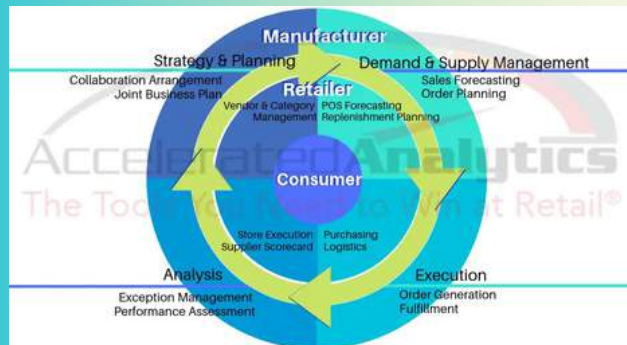 Manufacturer
Strategy & Planning
Collaboration Arrangement
Joint Business Plan
Demand & Supply Management
Sales Forecasting
Order Planning
Retailer
Vendor & Category
Management
POS Forecasting
Replenishment Planning
Accelerated Analytics
The Tools You Need to Win at Retail®
Consumer
Store Execution
Supplier Scorecard
Purchasing
Logistics
Analysis
Exception Management
Performance Assessment
Execution
Order Generation
Fulfillment